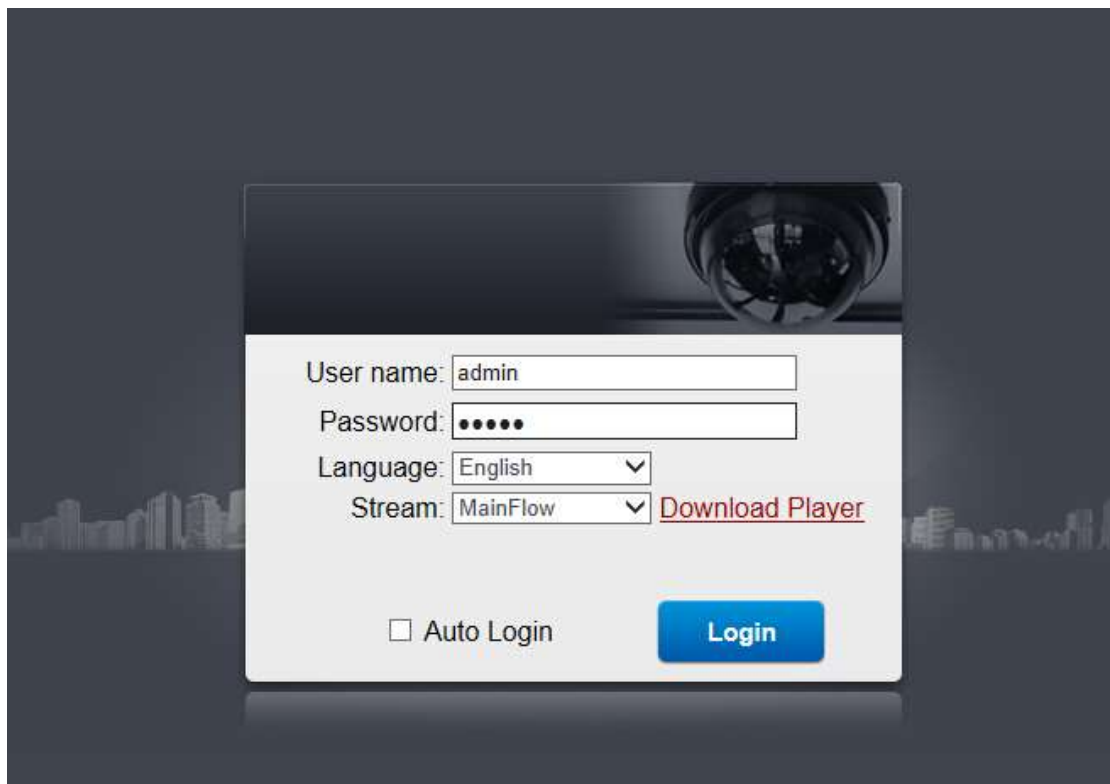 User name: admin
Password: •••••
Language: English
Stream: MainFlow Download Player
Auto Login Login